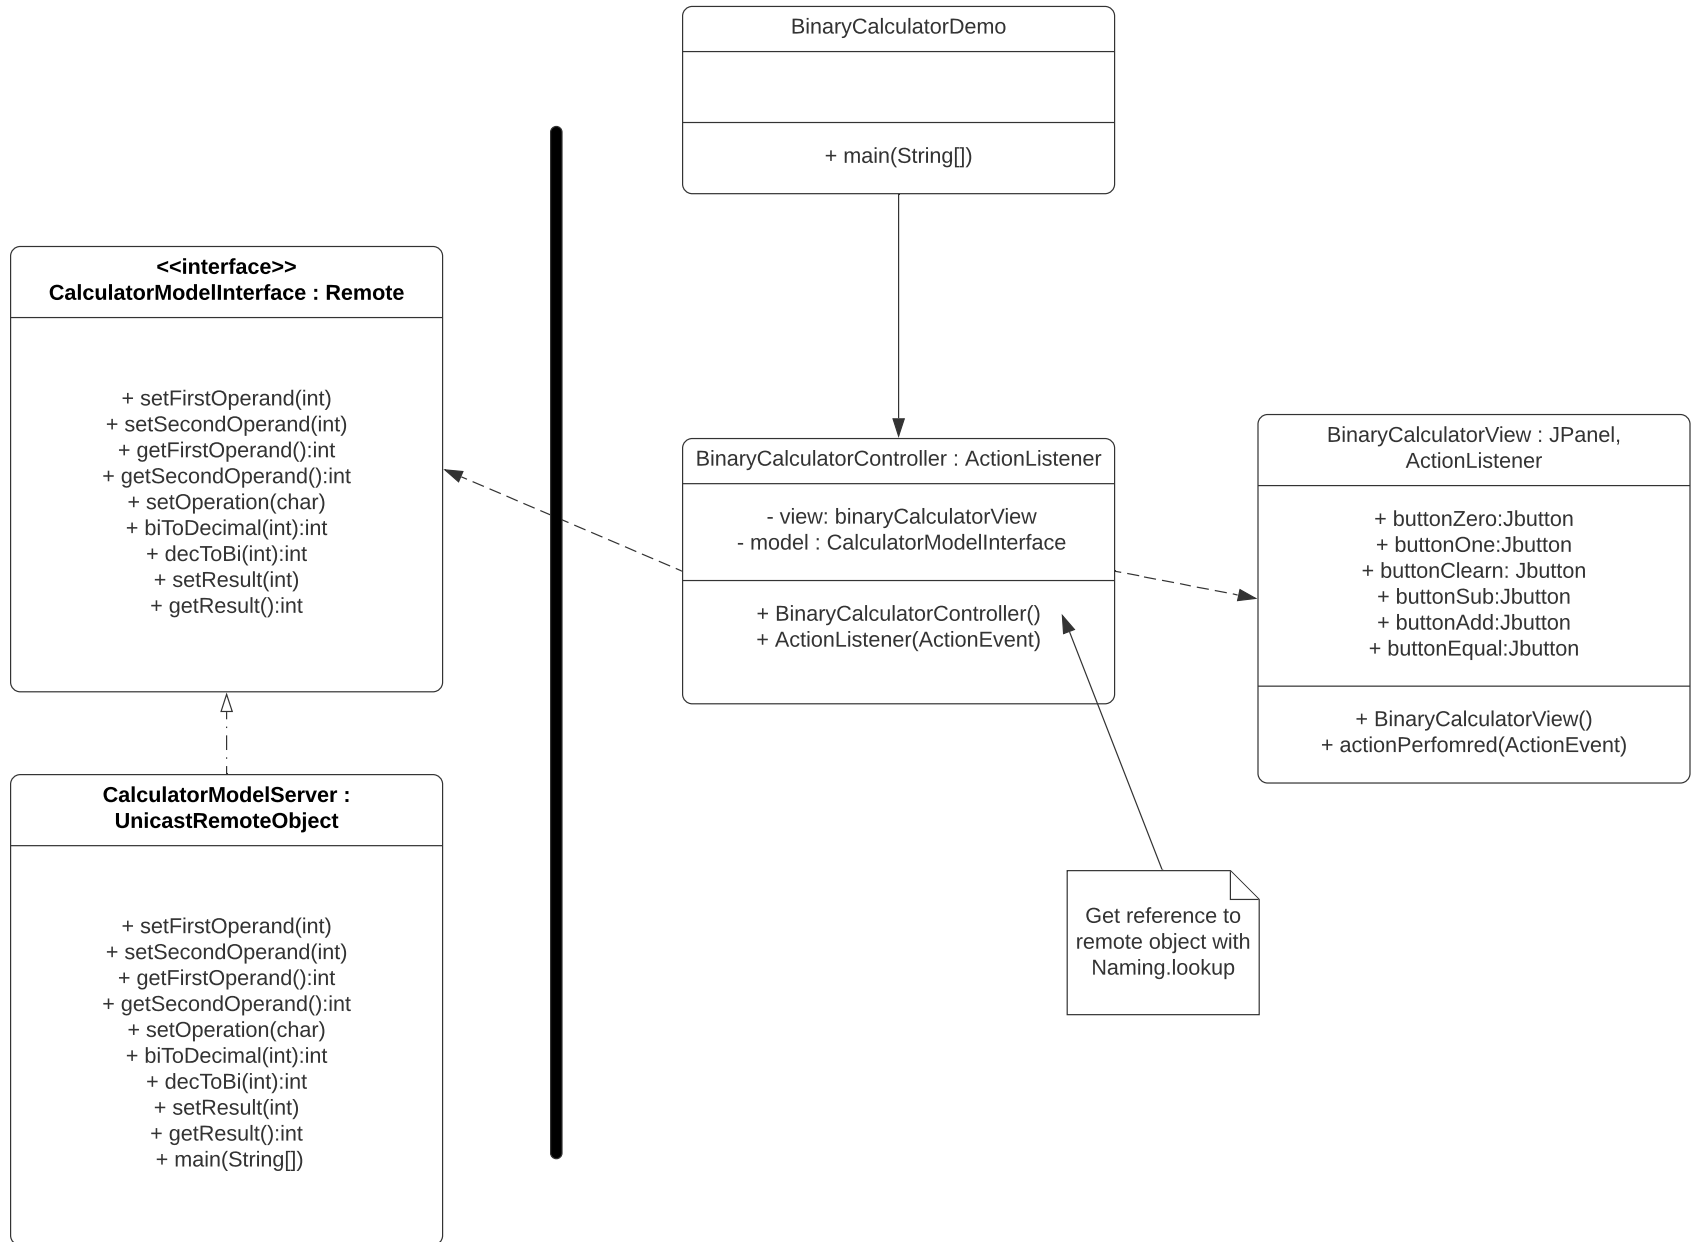 BinaryCalculatorDemo
+ main(String[])
<<interface>>
CalculatorModelInterface : Remote
+ setFirstOperand(int)
+ setSecondOperand(int)
+ getFirstOperand():int
+ getSecondOperand():int
+ setOperation(char)
+ biToDecimal(int):int
+ decToBi(int):int
+ setResult(int)
+ getResult():int
BinaryCalculatorController : ActionListener
- view: binaryCalculatorView
- model : CalculatorModelInterface
+ BinaryCalculatorController()
+ ActionListener(ActionEvent)
BinaryCalculatorView : JPanel,
ActionListener
+ buttonZero:Jbutton
+ buttonOne:Jbutton
+ buttonClearn: Jbutton
+ buttonSub:Jbutton
+ buttonAdd:Jbutton
+ buttonEqual:Jbutton
+ BinaryCalculatorView()
+ actionPerfomred(ActionEvent)
CalculatorModelServer :
UnicastRemoteObject
+ setFirstOperand(int)
+ setSecondOperand(int)
+ getFirstOperand():int
+ getSecondOperand():int
+ setOperation(char)
+ biToDecimal(int):int
+ decToBi(int):int
+ setResult(int)
+ getResult():int
+ main(String[])
Get reference to
remote object with
Naming.lookup